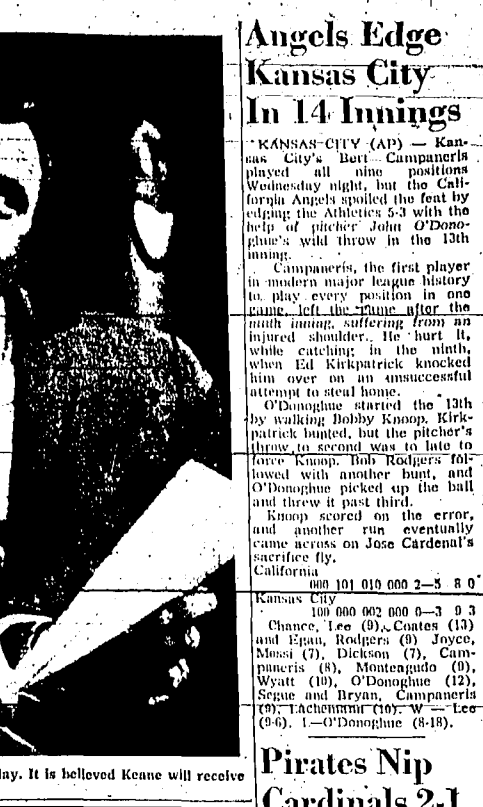 Angels Edge
Kansas City
In 14 Innings
KANSAS CITY (AP) — Kan-
sas City's Bert Campaneris
played all nine positions
Wednesday night, but the Cali-
fornia Angels spoiled the feat by
edging the Athletics 5-3 with the
help of pitcher John O'Dono-
ghue's wild throw in the 13th
inning.
Campaneris, the first player
in modern major league history
to play every position in one
game, left the game after the
ninth inning, suffering from an
injured shoulder. He hurt it,
while catching in the ninth,
when Ed Kirkpatrick knocked
him over on an unsuccessful
attempt to steal home.
O'Donoghue started the 13th
by walking Bobby Knoop. Kirk-
patrick bunted, but the pitcher's
throw to second was to late to
force Knoop. Bob Rodgers fol-
lowed with another bunt, and
O'Donoghue picked up the ball
and threw it past third.
Knoop scored on the error,
and another run eventually
came across on Jose Cardenal's
sacrifice fly.
California
000 101 010 000 2—5 8 0
Kansas City
100 000 002 000 0—3 9 3
Chance, Lee (9), Coates (13)
and Egan, Rodgers (9) Joyce,
Mossi (7), Dickson (7), Cam-
paneris (8), Monteagudo (9),
Wyatt (10), O'Donoghue (12),
Segue and Bryan, Campaneris
(9), Lachemann (10). W — Lee
(9-6). L—O'Donoghue (8-18).
day. It is believed Keane will receive
Pirates Nip
Cardinals 2-1